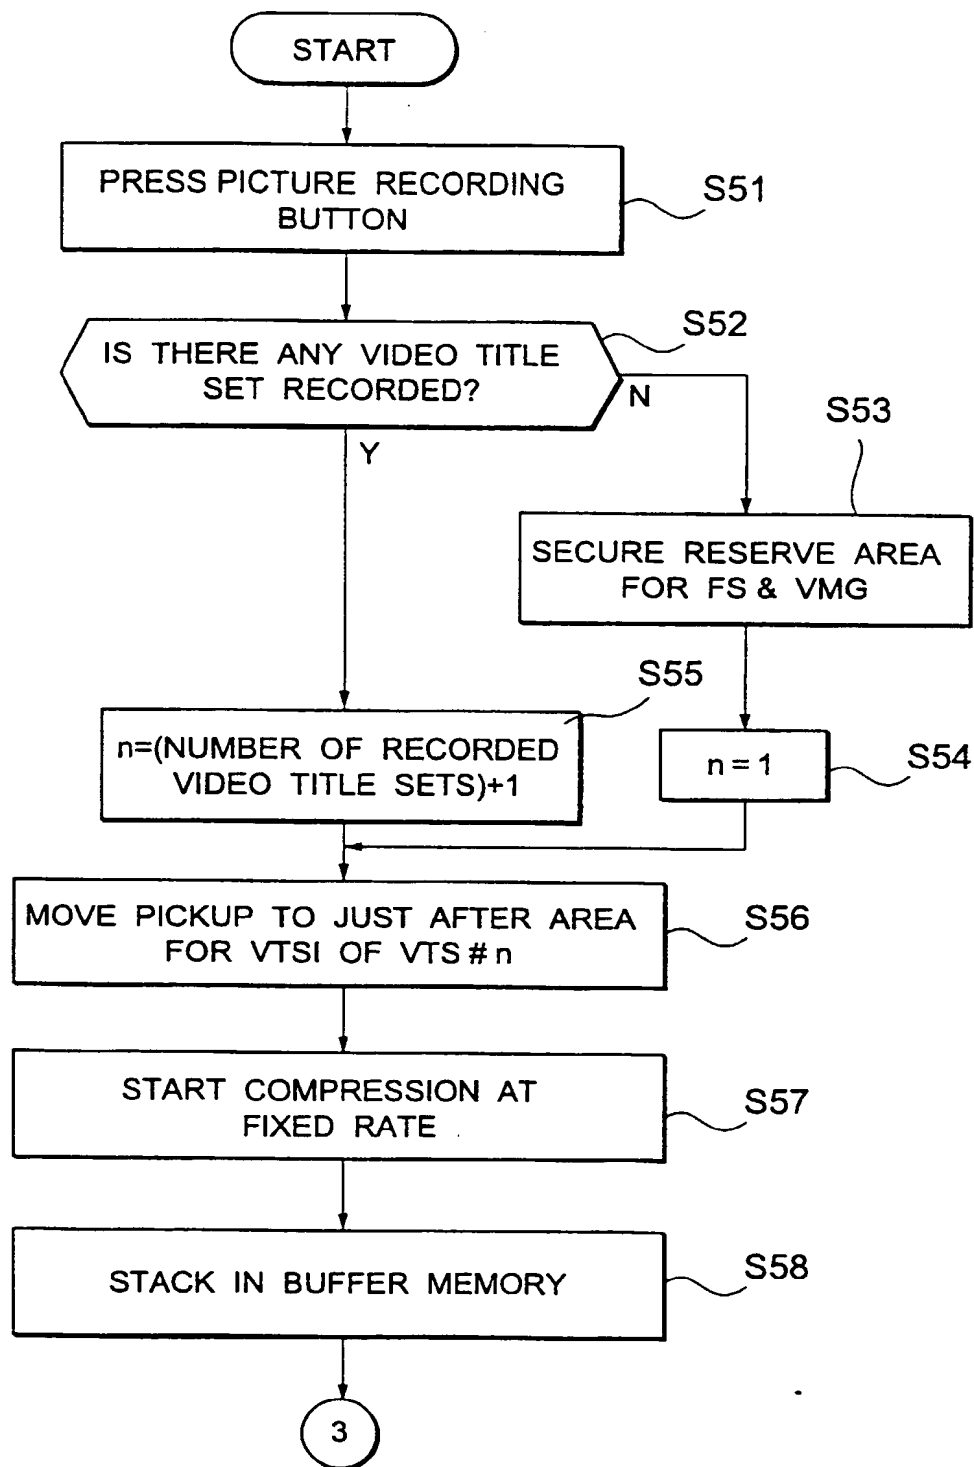 START
PRESS PICTURE RECORDING
BUTTON
S51
IS THERE ANY VIDEO TITLE
SET RECORDED?
S52
N
Y
S53
SECURE RESERVE AREA
FOR FS & VMG
S55
n=(NUMBER OF RECORDED
VIDEO TITLE SETS)+1
n = 1
S54
MOVE PICKUP TO JUST AFTER AREA
FOR VTSI OF VTS # n
S56
START COMPRESSION AT
FIXED RATE
S57
STACK IN BUFFER MEMORY
S58
3